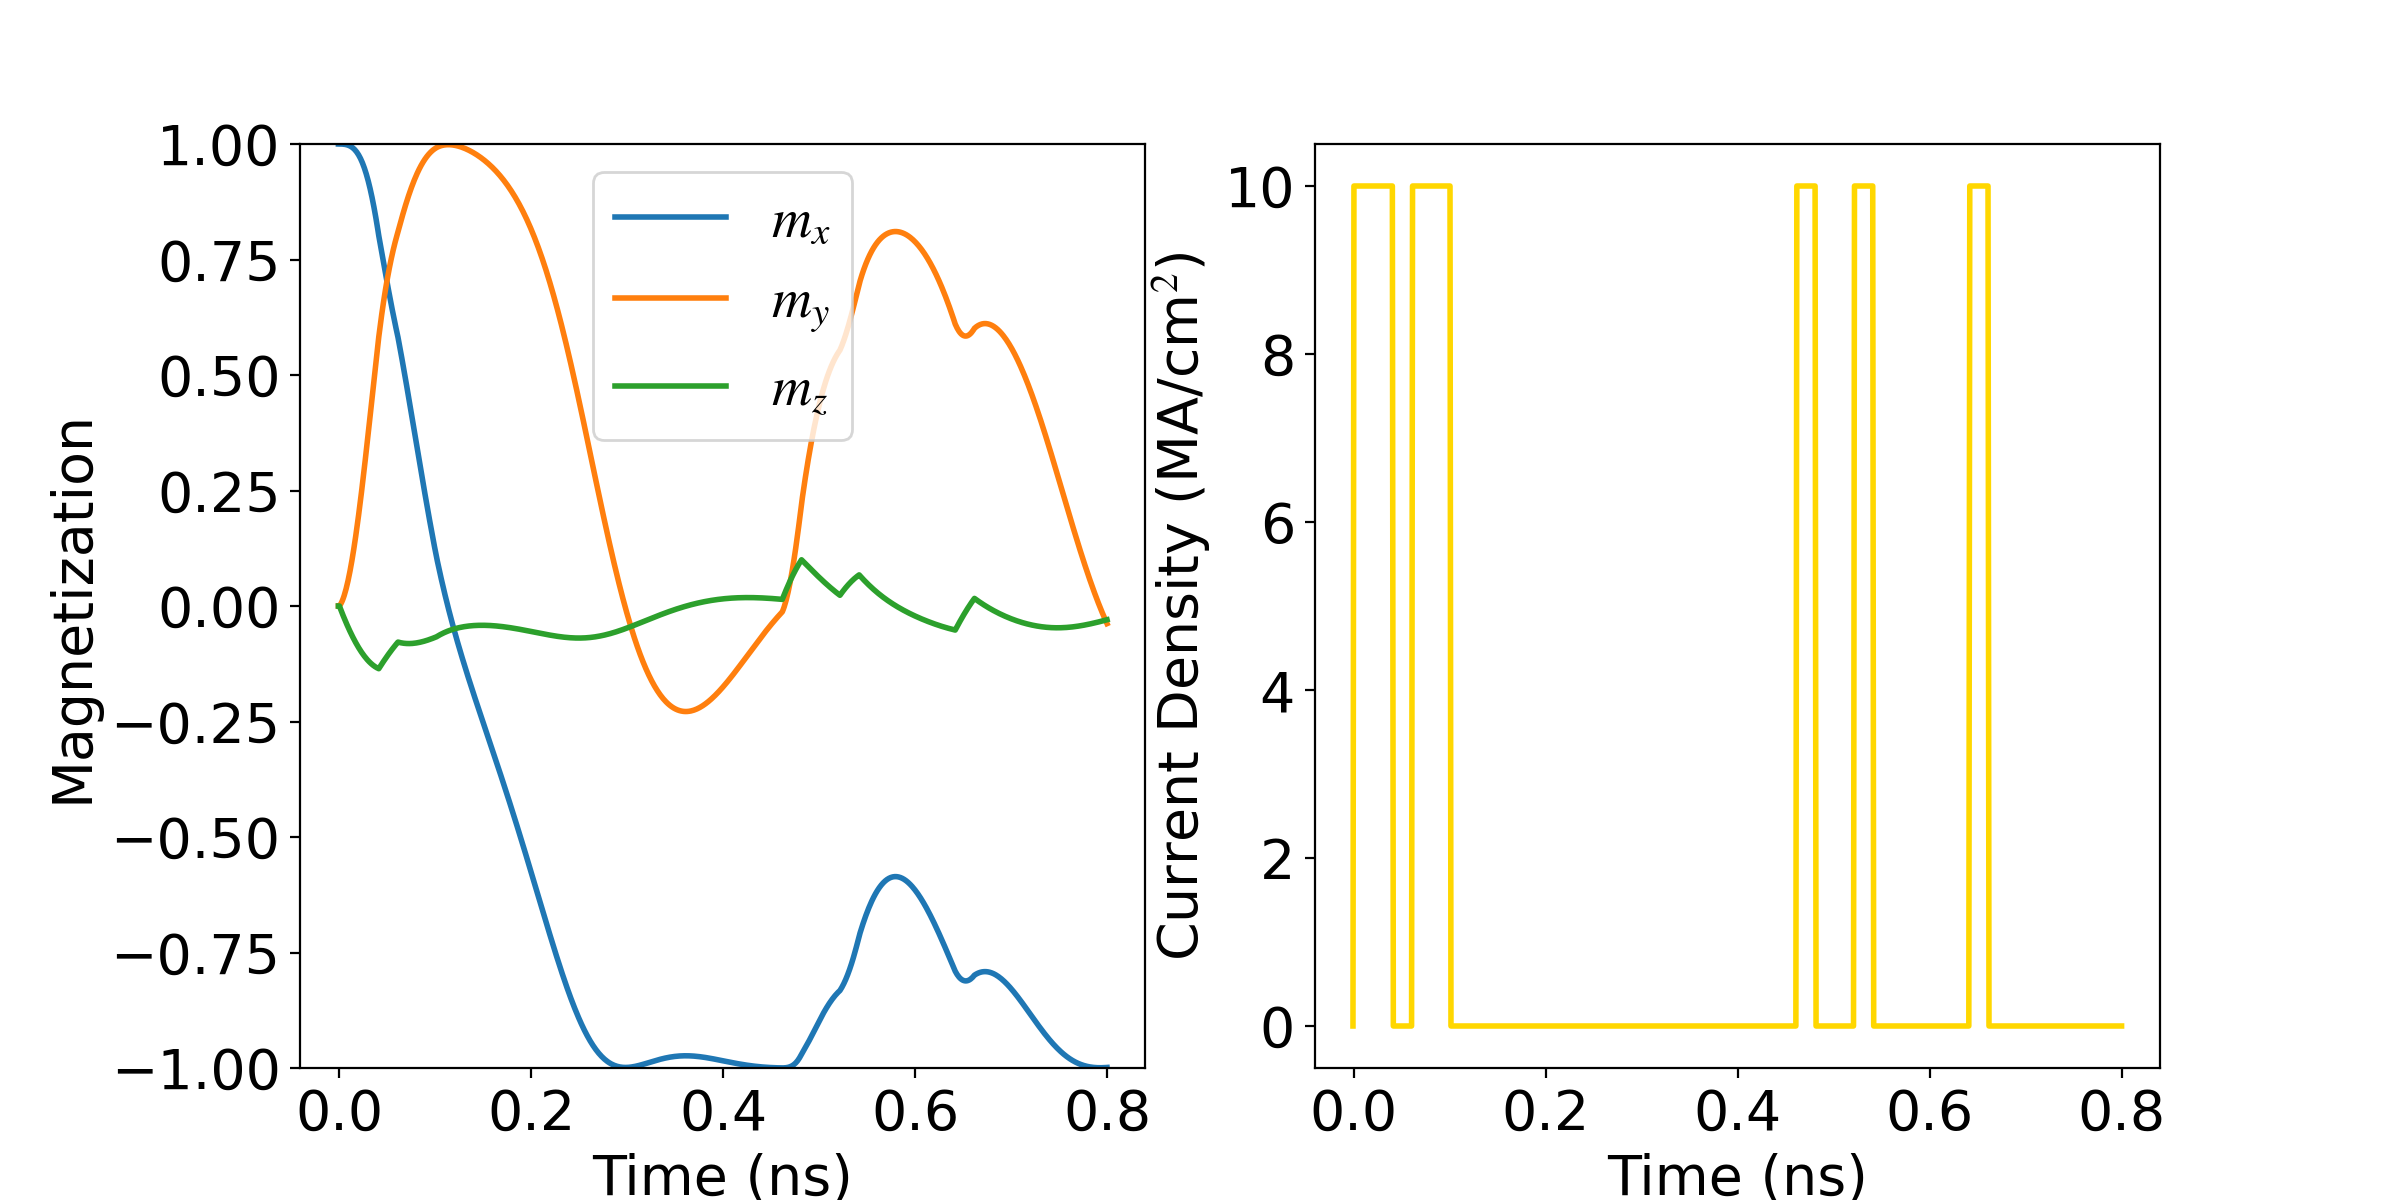 Magnetization
1.00
0.75
0.50
0.25
0.00
−0.25
−0.50
−0.75
−1.00
0.0 0.2 0.4 0.6 0.8
Time (ns)
m_x
m_y
m_z
Current Density (MA/cm²)
10
8
6
4
2
0
0.0 0.2 0.4 0.6 0.8
Time (ns)